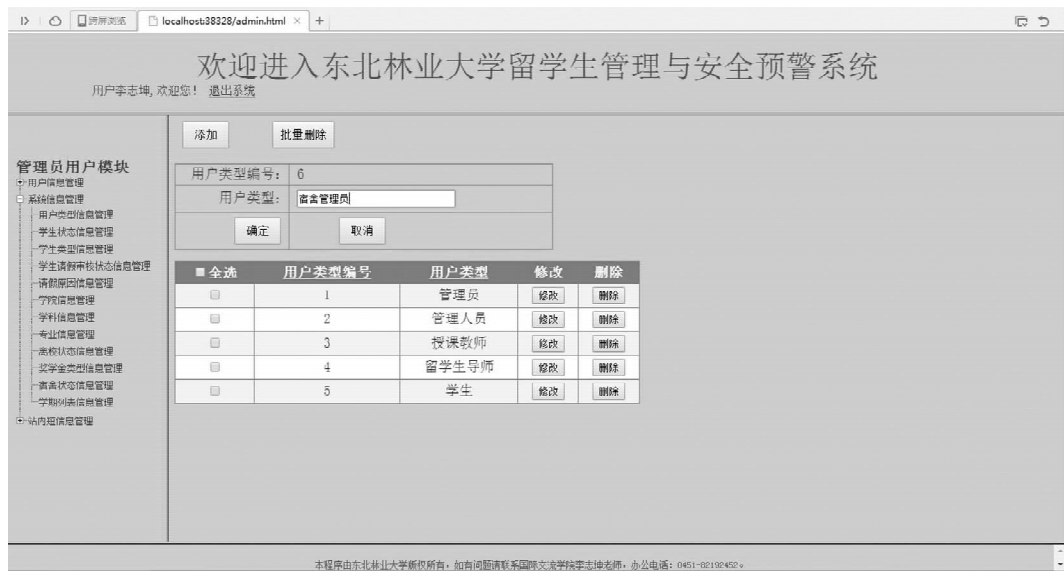 跨屏浏览
localhost:38328/admin.html × +
欢迎进入东北林业大学留学生管理与安全预警系统
用户李志坤, 欢迎您! 退出系统
添加 批量删除
管理员用户模块
用户信息管理
系统信息管理
用户类型信息管理
学生状态信息管理
学生类型信息管理
学生请假审核状态信息管理
请假原因信息管理
学院信息管理
学科信息管理
专业信息管理
离校状态信息管理
奖学金类型信息管理
宿舍状态信息管理
学期列表信息管理
站内短信息管理
用户类型编号: 6
用户类型: 宿舍管理员
确定 取消
全选 用户类型编号 用户类型 修改 删除
1 管理员 修改 删除
2 管理人员 修改 删除
3 授课教师 修改 删除
4 留学生导师 修改 删除
5 学生 修改 删除
本程序由东北林业大学版权所有, 如有问题请联系国际交流学院李志坤老师, 办公电话: 0451-82192452。